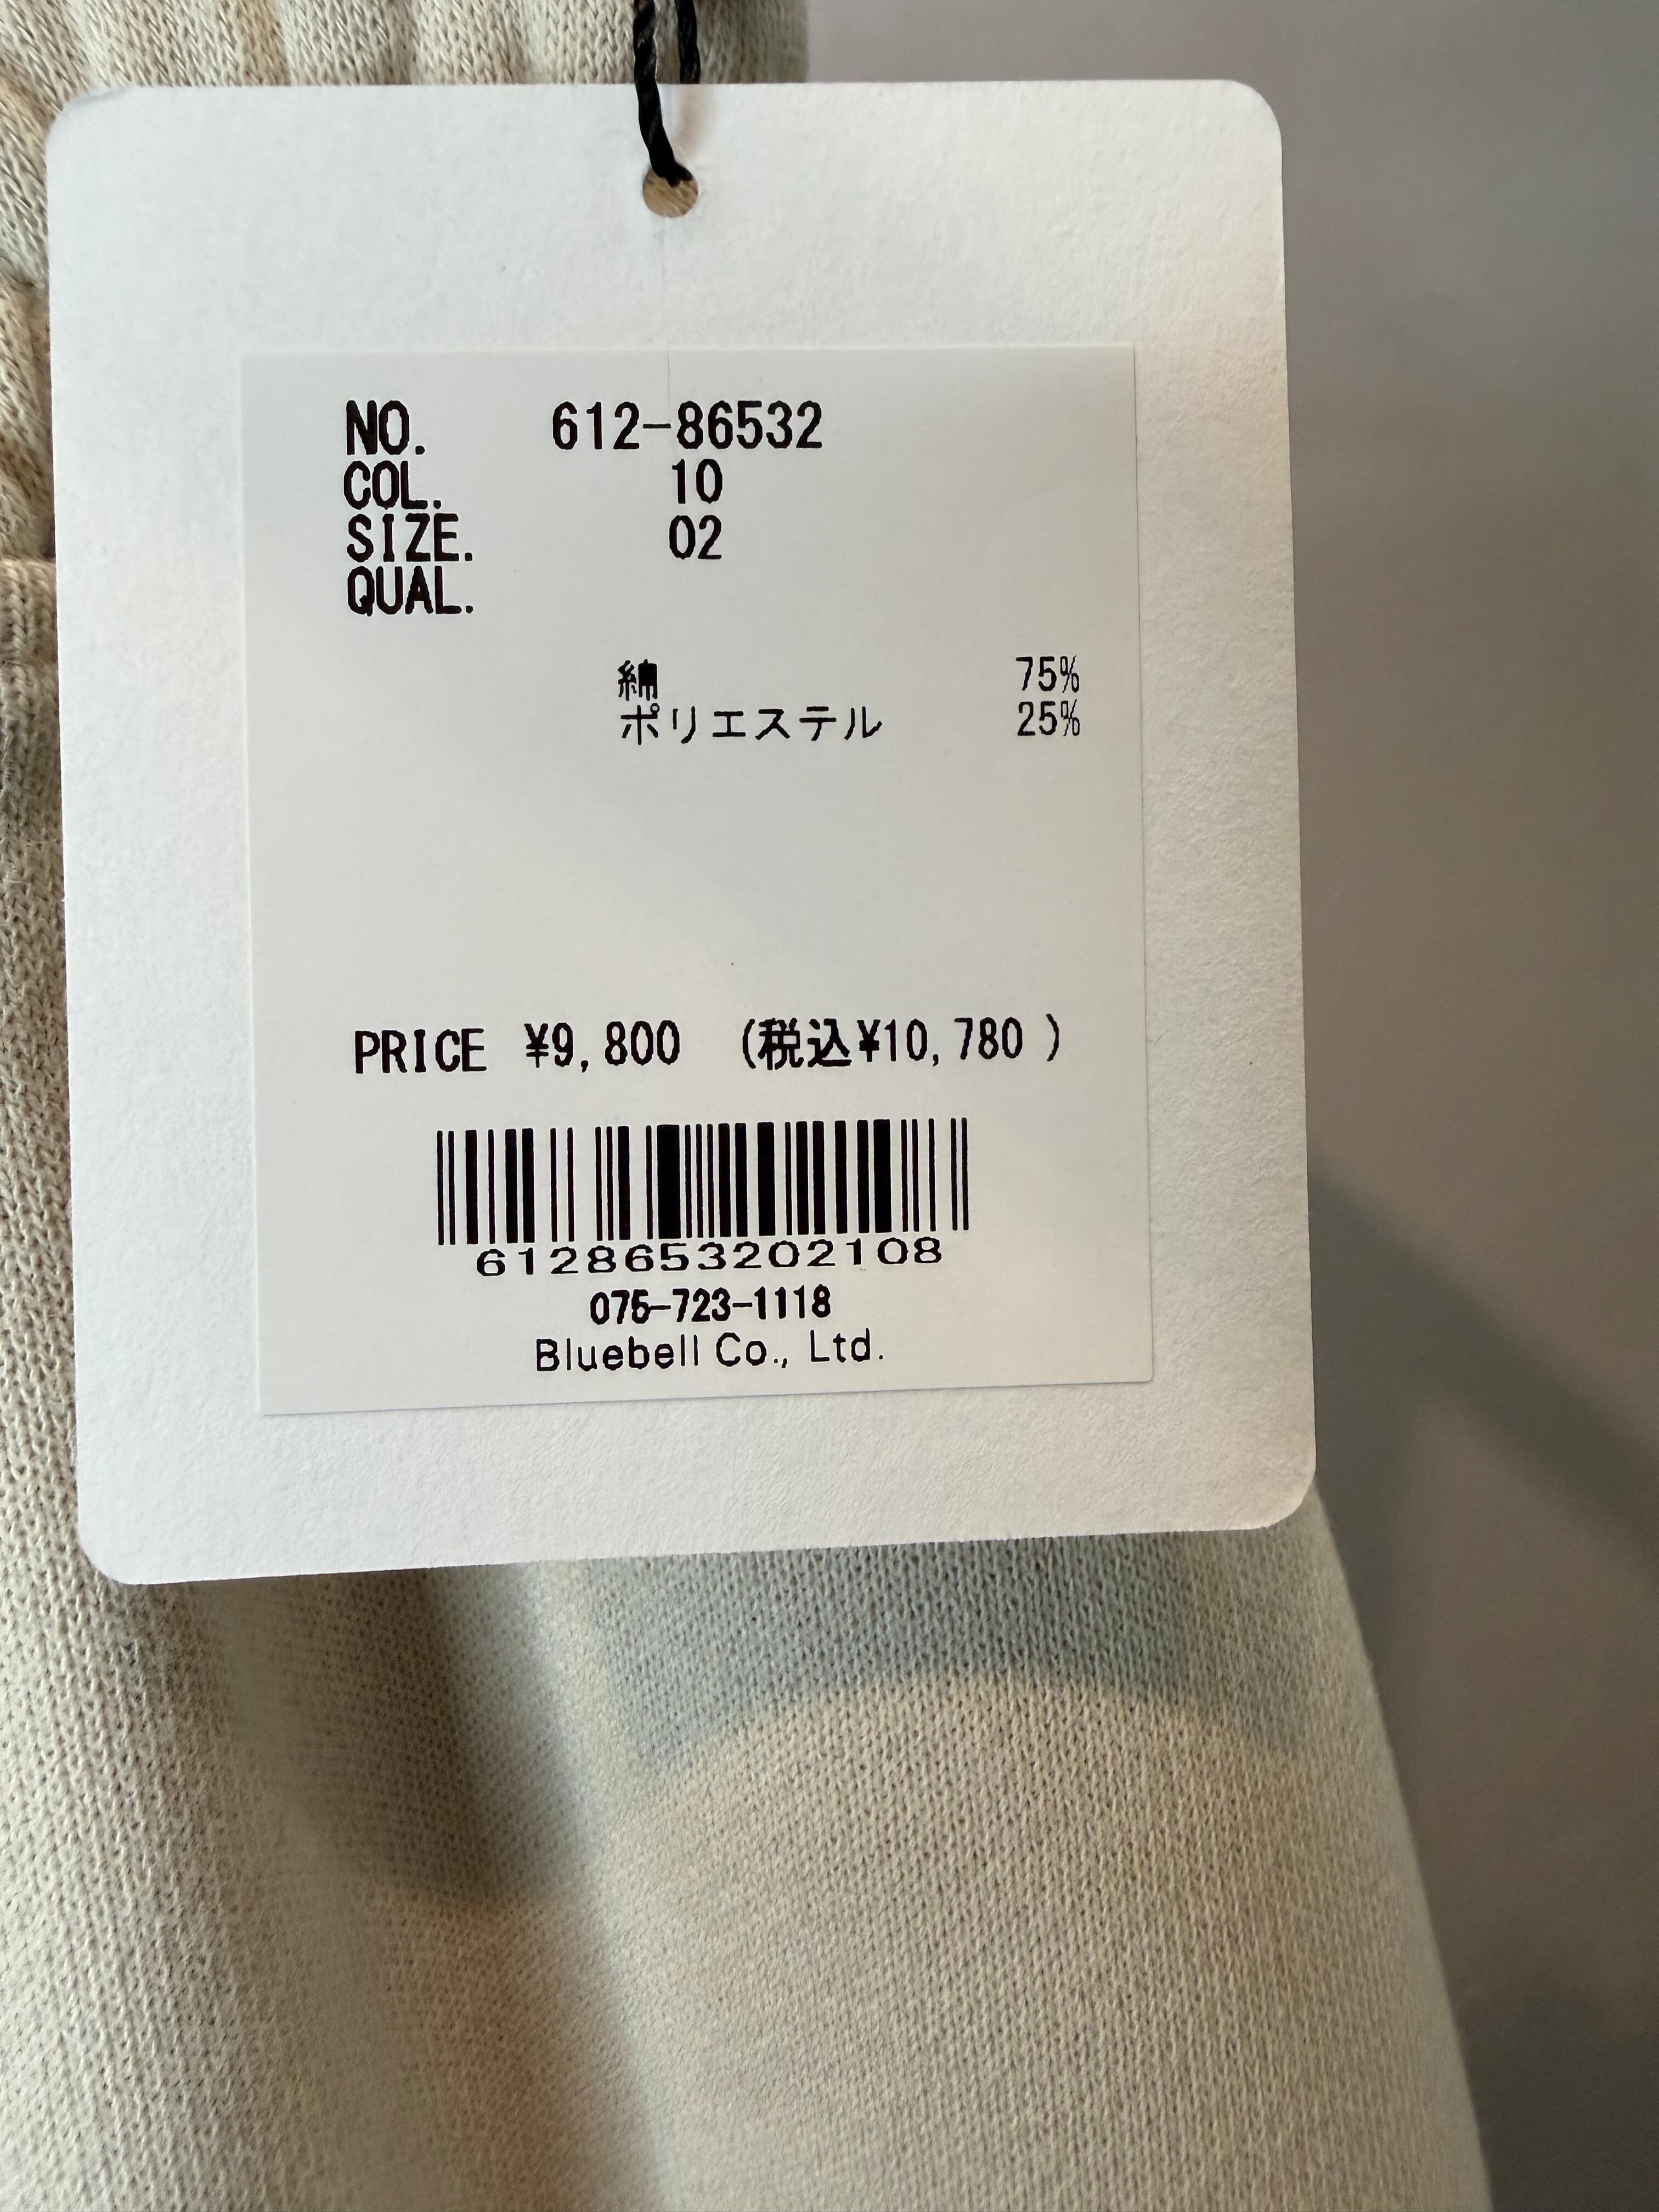 NO. 612-86532
COL. 10
SIZE. 02
QUAL.
綿 75%
ポリエステル 25%
PRICE ¥9,800 (税込¥10,780 )
6128653202108
075-723-1118
Bluebell Co., Ltd.